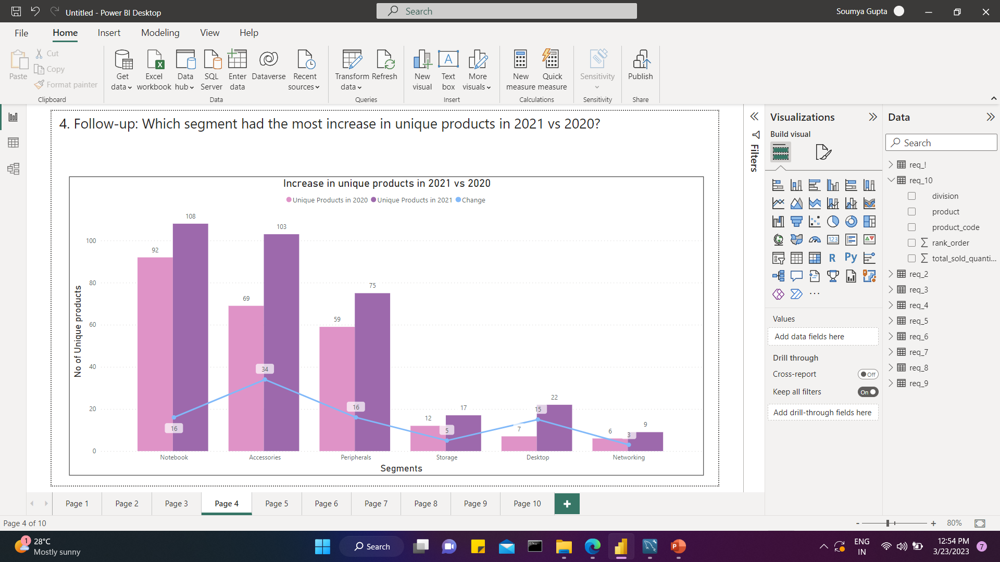 Untitled - Power BI Desktop
Search
Soumya Gupta
File
Home
Insert
Modeling
View
Help
Paste
Cut
Copy
Format painter
Clipboard
Get data
Excel workbook
Data hub
SQL Server
Enter data
Dataverse
Recent sources
Data
Transform data
Refresh
Queries
New visual
Text box
More visuals
Insert
New measure
Quick measure
Calculations
Sensitivity
Sensitivity
Publish
Share
4. Follow-up: Which segment had the most increase in unique products in 2021 vs 2020?
Increase in unique products in 2021 vs 2020
Unique Products in 2020
Unique Products in 2021
Change
No of Unique products
100
80
60
40
20
0
92
108
16
69
103
34
59
75
16
12
17
5
7
22
15
6
9
3
Notebook
Accessories
Peripherals
Storage
Desktop
Networking
Segments
Filters
Visualizations
Build visual
123
R
Py
...
Values
Add data fields here
Drill through
Cross-report
Off
Keep all filters
On
Add drill-through fields here
Data
Search
req_!
req_10
division
product
product_code
rank_order
total_sold_quanti...
req_2
req_3
req_4
req_5
req_6
req_7
req_8
req_9
Page 1
Page 2
Page 3
Page 4
Page 5
Page 6
Page 7
Page 8
Page 9
Page 10
+
Page 4 of 10
- + 80%
1
28°C
Mostly sunny
Search
ENG
IN
12:54 PM
3/23/2023
7